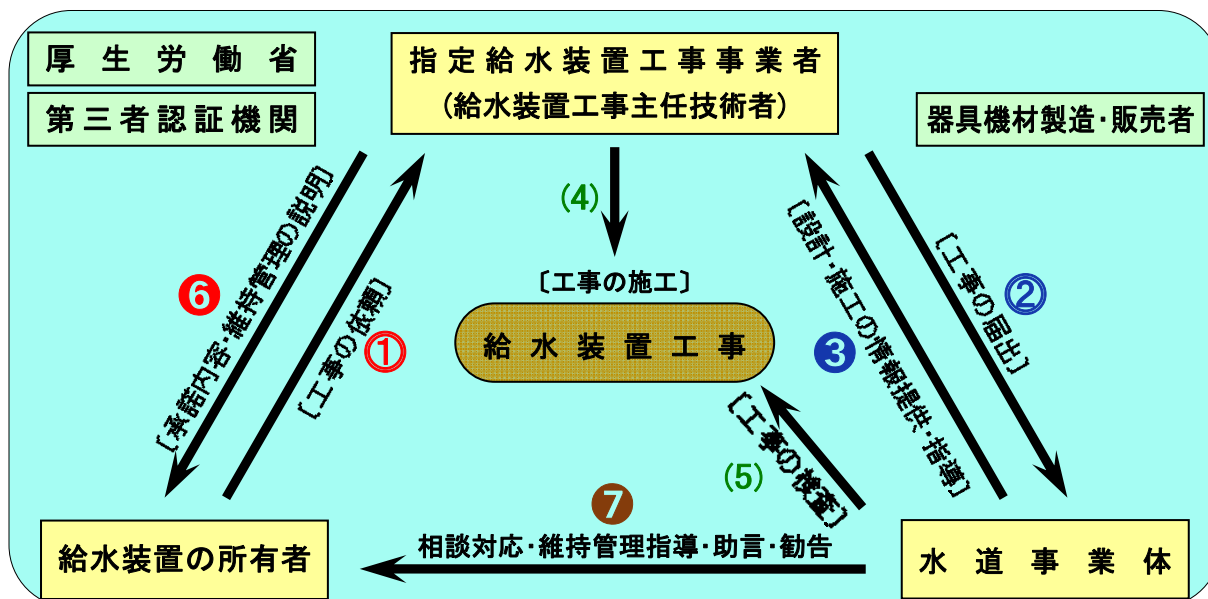 厚生労働省
第三者認証機関
指定給水装置工事事業者
(給水装置工事主任技術者)
器具機材製造・販売者
(4)
〔工事の施工〕
給水装置工事
❻
〔承諾内容・維持管理の説明〕
①
〔工事の依頼〕
❸
〔設計・施工の情報提供・指導〕
②
〔工事の届出〕
(5)
〔工事の検査〕
❼
相談対応・維持管理指導・助言・勧告
給水装置の所有者
水道事業体